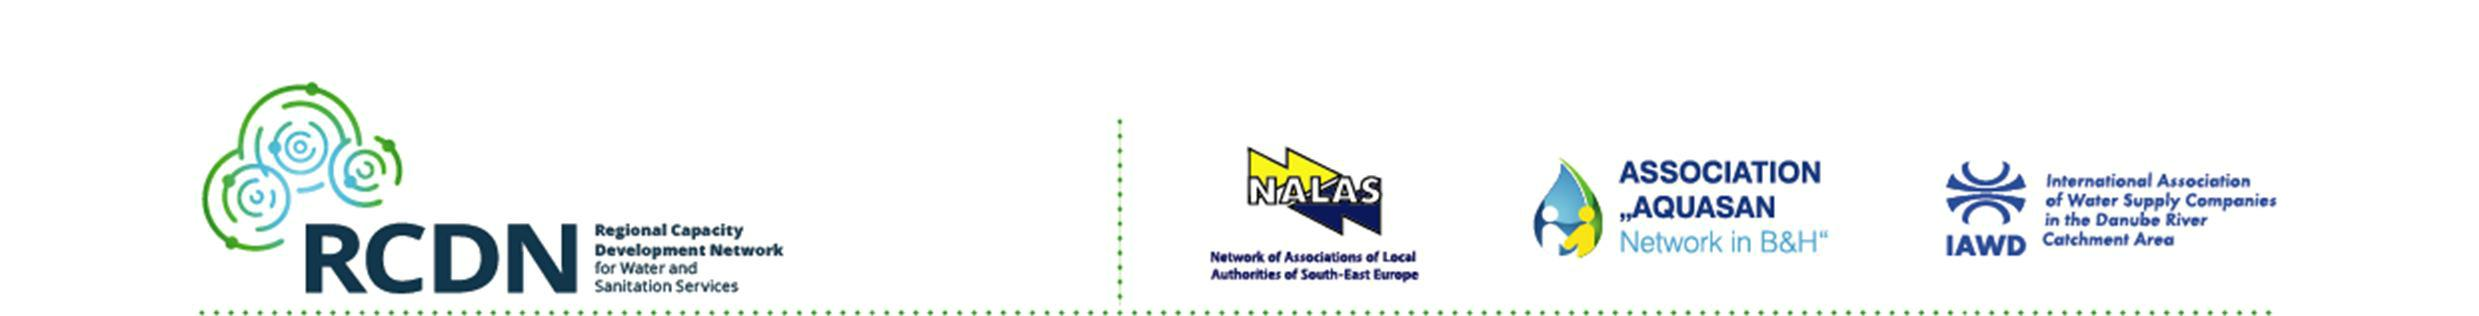 RCDN
Regional Capacity
Development Network
for Water and
Sanitation Services
NALAS
Network of Associations of Local
Authorities of South-East Europe
ASSOCIATION
„AQUASAN
Network in B&H“
IAWD
International Association
of Water Supply Companies
in the Danube River
Catchment Area